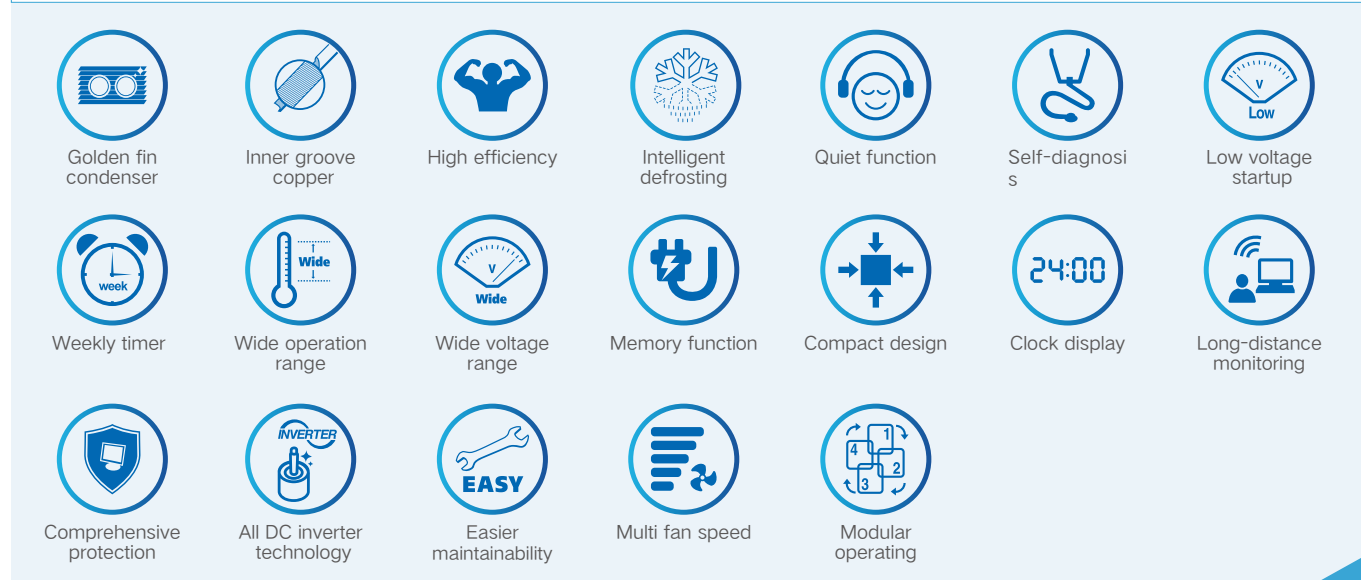 V
Low
Golden fin
condenser
Inner groove
copper
High efficiency
Intelligent
defrosting
Quiet function
Self-diagnosi
s
Low voltage
startup
week
Wide
V
Wide
24:00
Weekly timer
Wide operation
range
Wide voltage
range
Memory function
Compact design
Clock display
Long-distance
monitoring
INVERTER
EASY
1
2
3
4
Comprehensive
protection
All DC inverter
technology
Easier
maintainability
Multi fan speed
Modular
operating